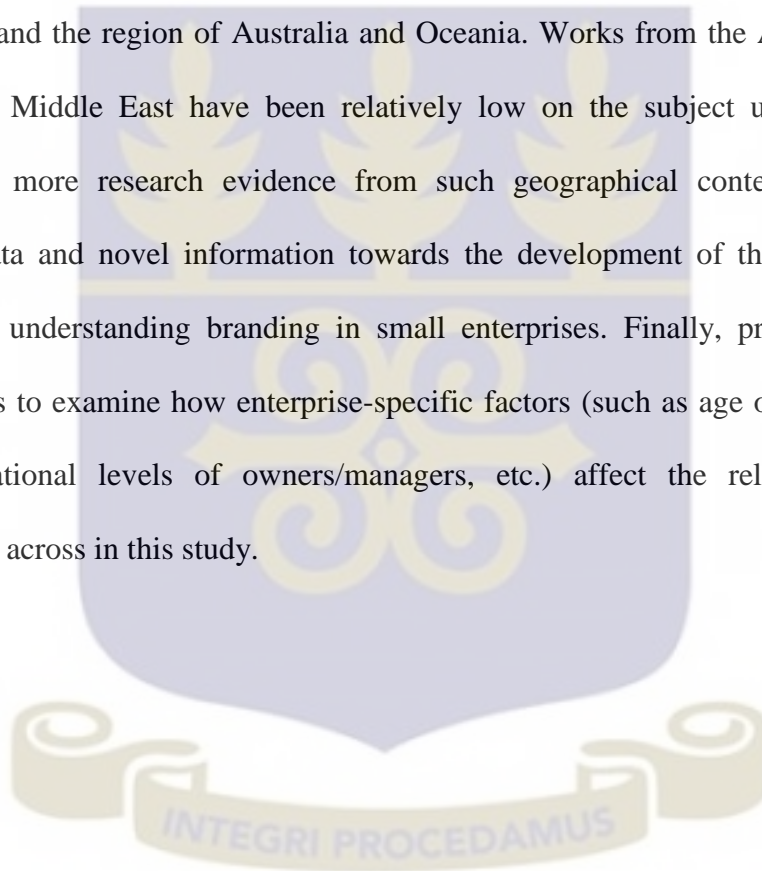 and the region of Australia and Oceania. Works from the A
Middle East have been relatively low on the subject u
more research evidence from such geographical conte
ta and novel information towards the development of th
understanding branding in small enterprises. Finally, pr
s to examine how enterprise-specific factors (such as age o
ational levels of owners/managers, etc.) affect the rel
across in this study.
INTEGRI PROCEDAMUS